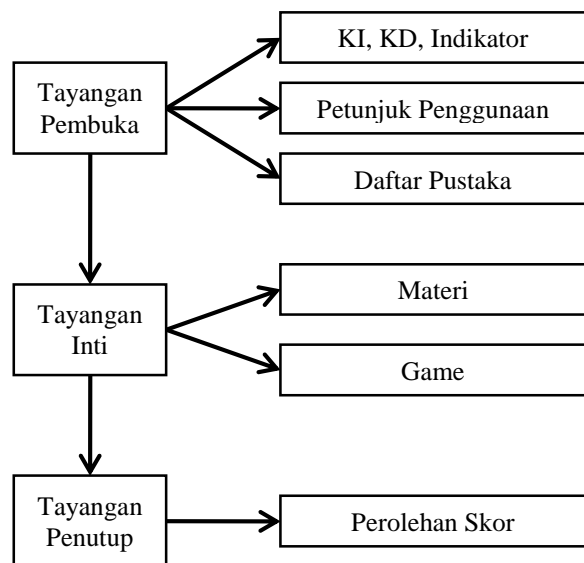 KI, KD, Indikator
Tayangan
Pembuka
Petunjuk Penggunaan
Daftar Pustaka
Tayangan
Inti
Materi
Game
Tayangan
Penutup
Perolehan Skor